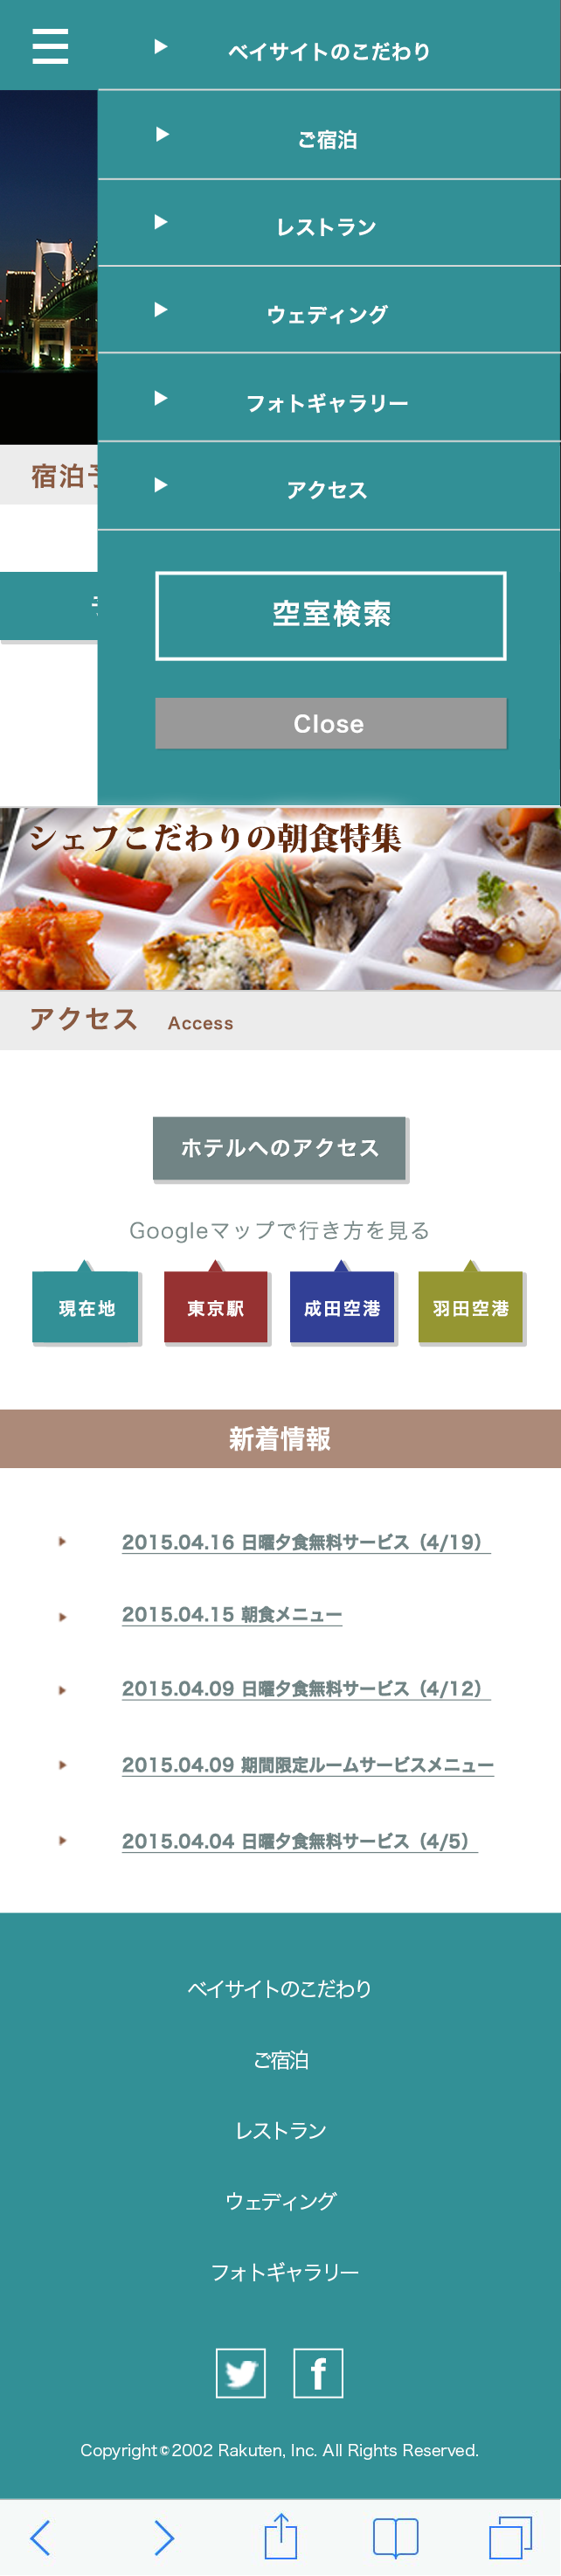 ベイサイトのこだわり
ご宿泊
レストラン
ウェディング
フォトギャラリー
アクセス
宿泊
空室検索
Close
シェフこだわりの朝食特集
アクセス Access
ホテルへのアクセス
Googleマップで行き方を見る
現在地 東京駅 成田空港 羽田空港
新着情報
2015.04.16 日曜夕食無料サービス（4/19）
2015.04.15 朝食メニュー
2015.04.09 日曜夕食無料サービス（4/12）
2015.04.09 期間限定ルームサービスメニュー
2015.04.04 日曜夕食無料サービス（4/5）
ベイサイトのこだわり
ご宿泊
レストラン
ウェディング
フォトギャラリー
Copyright©2002 Rakuten, Inc. All Rights Reserved.